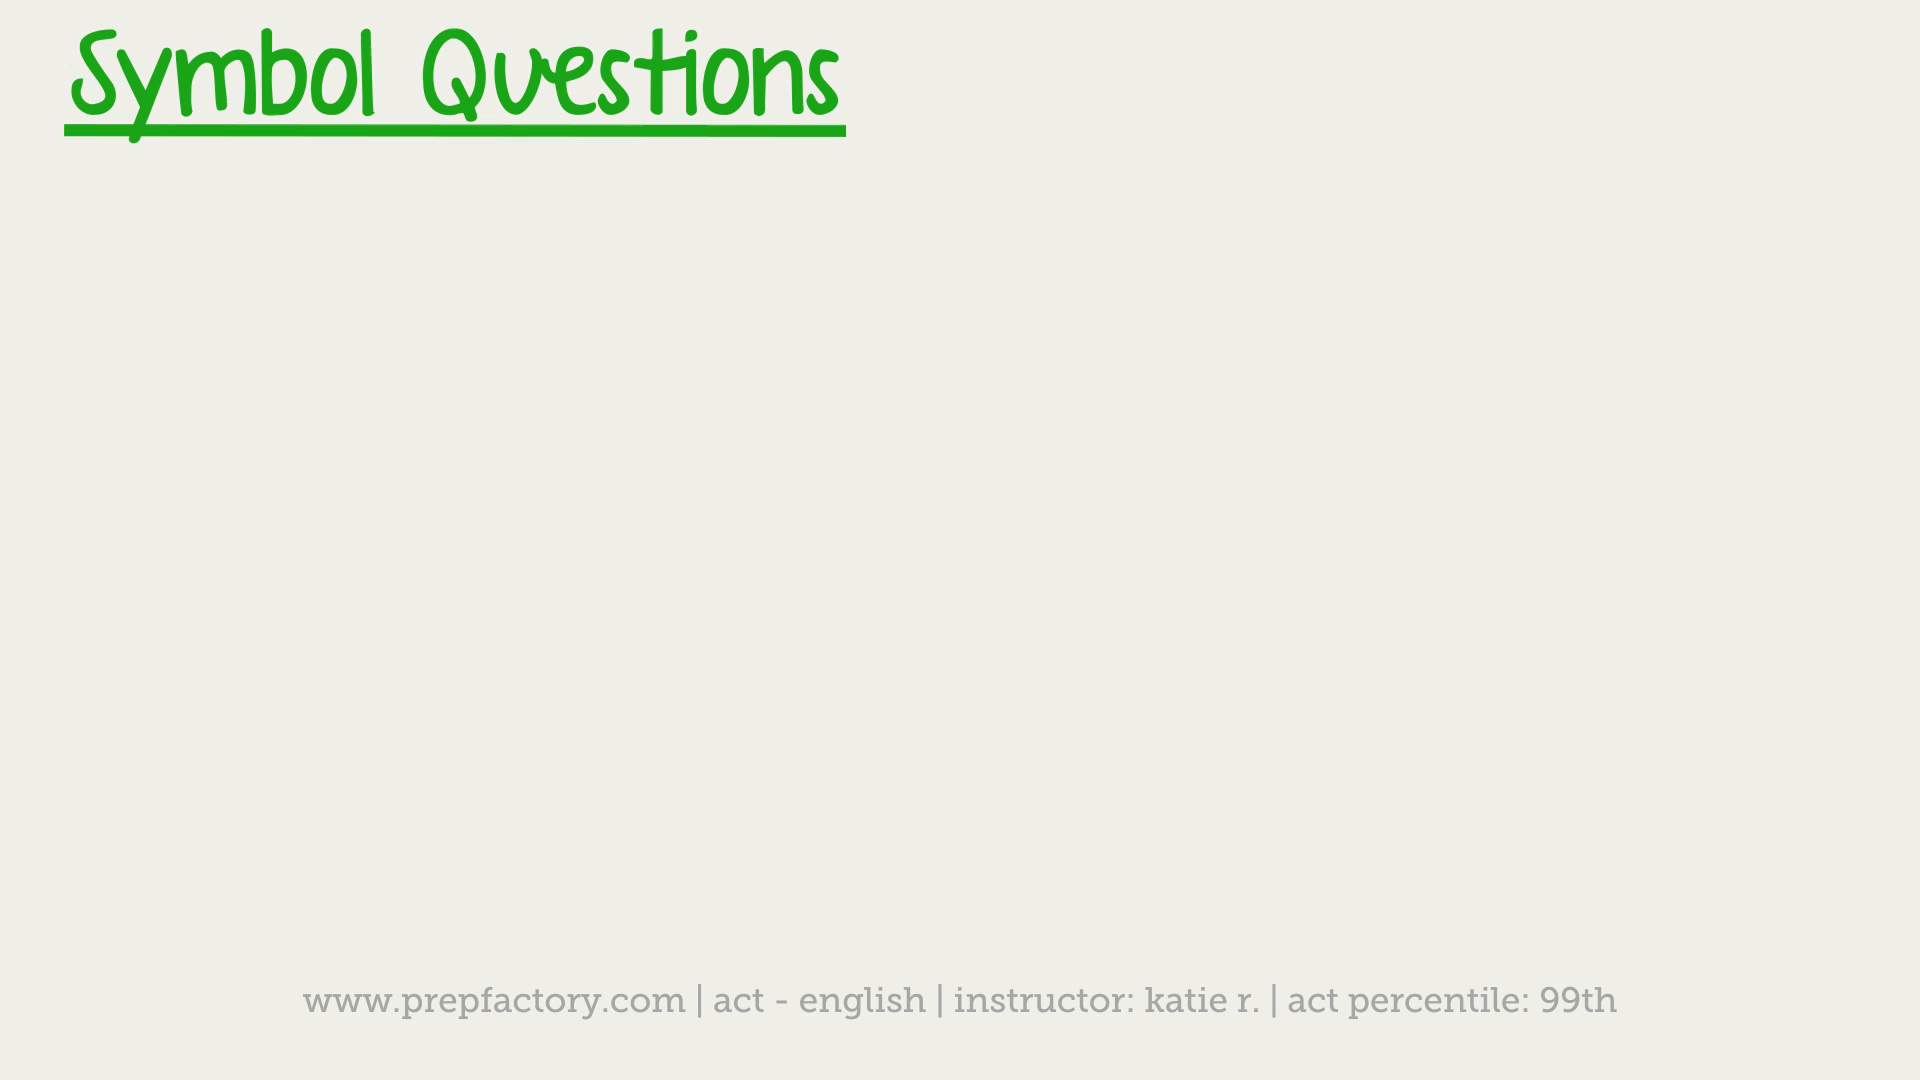 Symbol Questions
www.prepfactory.com | act - english | instructor: katie r. | act percentile: 99th